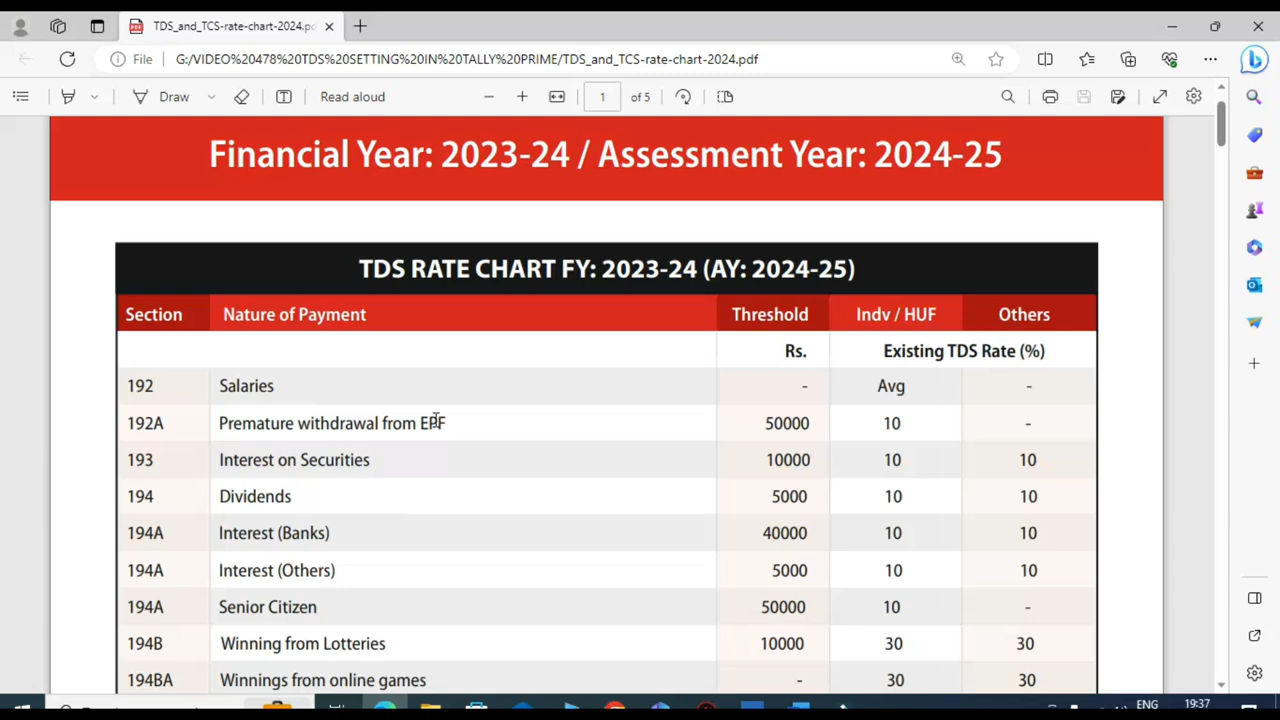 TDS_and_TCS-rate-chart-2024.pd
File
G:/VIDEO%20478%20TDS%20SETTING%20IN%20TALLY%20PRIME/TDS_and_TCS-rate-chart-2024.pdf
Draw
Read aloud
1
of 5
Financial Year: 2023-24 / Assessment Year: 2024-25
TDS RATE CHART FY: 2023-24 (AY: 2024-25)
Section Nature of Payment Threshold Indv / HUF Others
Rs. Existing TDS Rate (%)
192 Salaries - Avg -
192A Premature withdrawal from EPF 50000 10 -
193 Interest on Securities 10000 10 10
194 Dividends 5000 10 10
194A Interest (Banks) 40000 10 10
194A Interest (Others) 5000 10 10
194A Senior Citizen 50000 10 -
194B Winning from Lotteries 10000 30 30
194BA Winnings from online games - 30 30
ENG
19:37